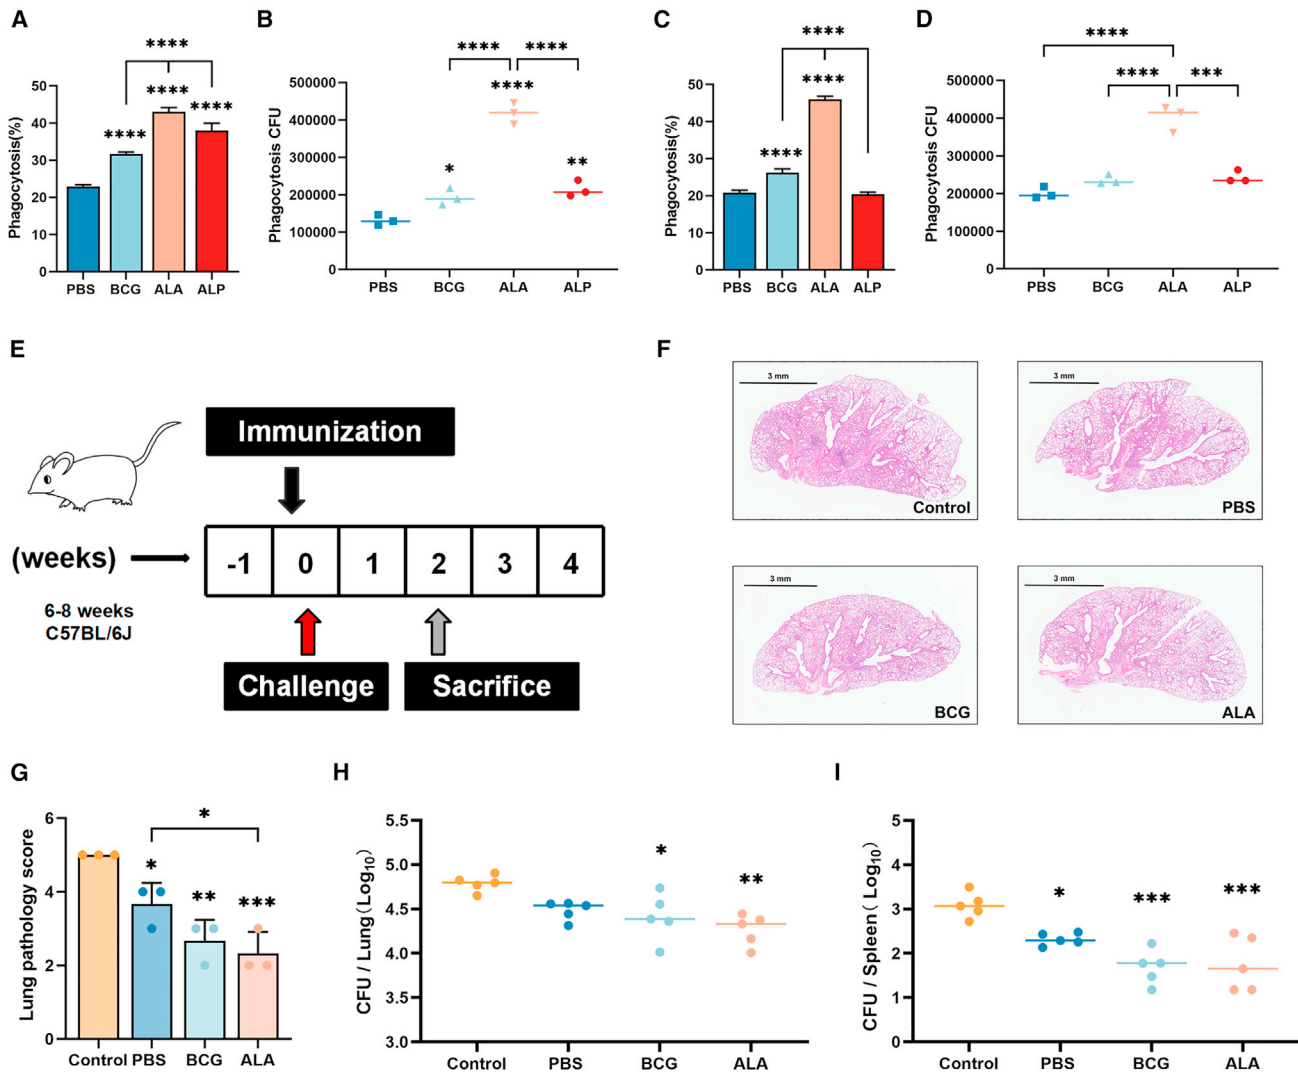 A
Phagocytosis(%)
50
40
30
20
10
0
****
****
****
****
PBS BCG ALA ALP
B
Phagocytosis CFU
500000
400000
300000
200000
100000
0
**** ****
****
*
**
PBS BCG ALA ALP
C
Phagocytosis(%)
50
40
30
20
10
0
****
****
****
PBS BCG ALA ALP
D
Phagocytosis CFU
500000
400000
300000
200000
100000
0
****
**** ***
PBS BCG ALA ALP
E
Immunization
(weeks)
-1 0 1 2 3 4
6-8 weeks
C57BL/6J
Challenge
Sacrifice
F
3 mm
Control
3 mm
PBS
3 mm
BCG
3 mm
ALA
G
Lung pathology score
6
4
2
0
*
*
**
***
Control PBS BCG ALA
H
CFU / Lung(Log10)
5.5
5.0
4.5
4.0
3.5
3.0
*
**
Control PBS BCG ALA
I
CFU / Spleen( Log10)
5
4
3
2
1
0
*
***
***
Control PBS BCG ALA